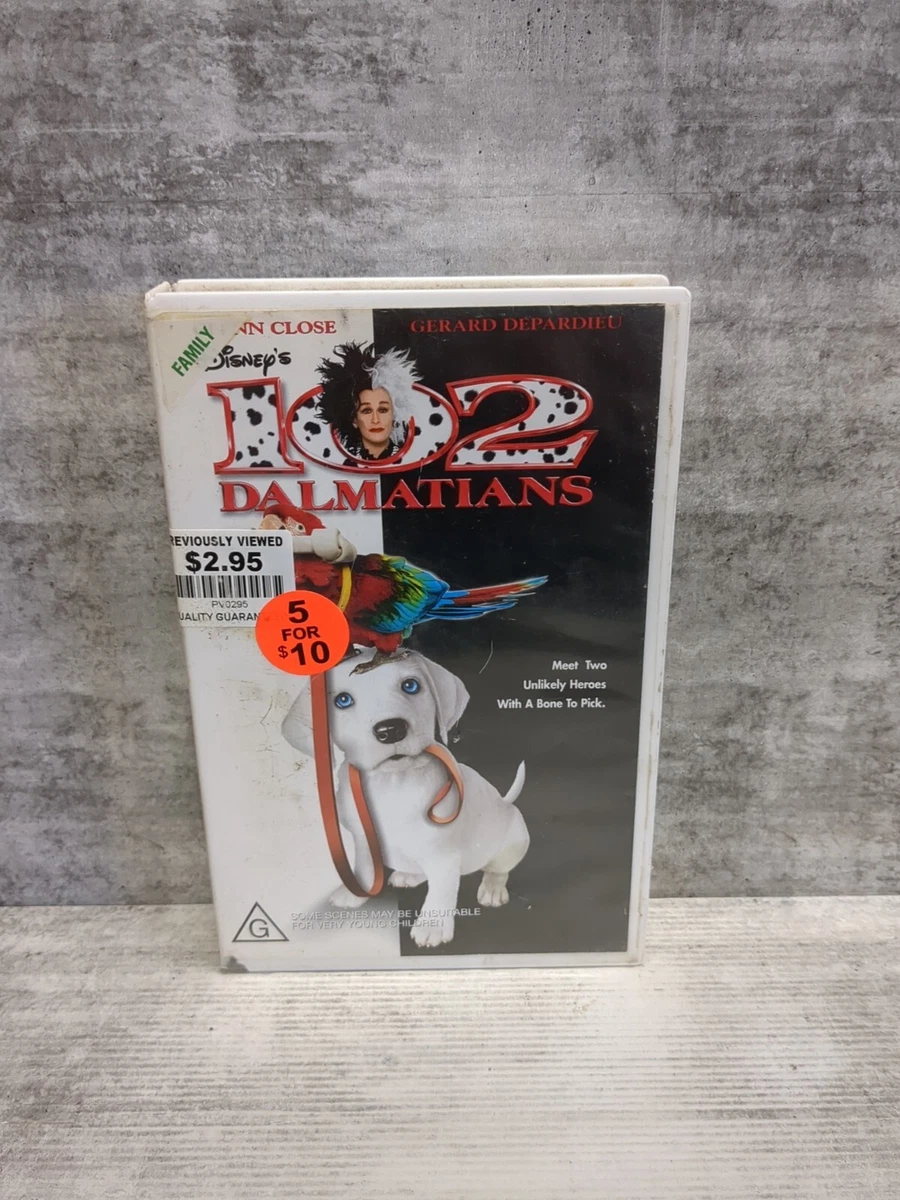 NN CLOSE
GERARD DEPARDIEU
FAMILY
Disney's
102
DALMATIANS
REVIOUSLY VIEWED
$2.95
PV0295
UALITY GUARAN
5
FOR
$10
Meet Two
Unlikely Heroes
With A Bone To Pick.
G
SOME SCENES MAY BE UNSUITABLE
FOR VERY YOUNG CHILDREN